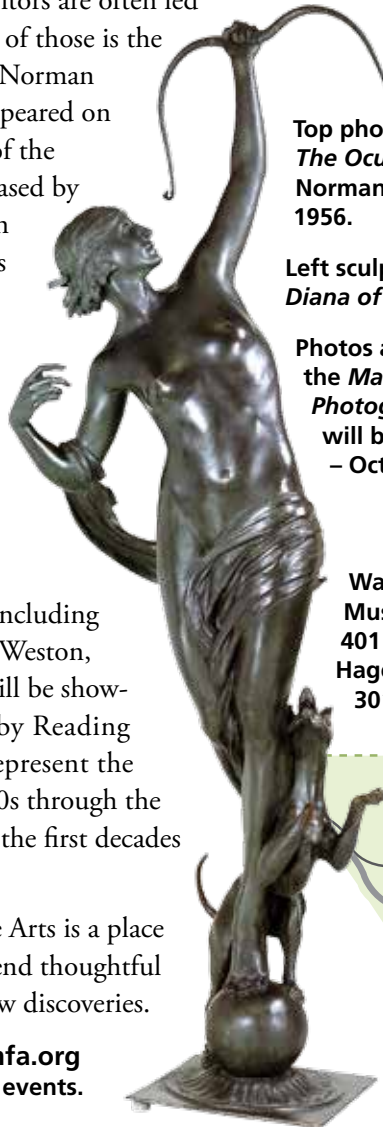 itors are often led
of those is the
Norman
peared on
of the
ased by
n
s
including
Weston,
ill be show-
by Reading
epresent the
0s through the
the first decades
e Arts is a place
end thoughtful
w discoveries.
nfa.org
events.
Top pho
The Ocu
Norman
1956.
Left sculp
Diana of
Photos a
the Ma
Photog
will b
– Oct
Wa
Mus
401
Hage
30